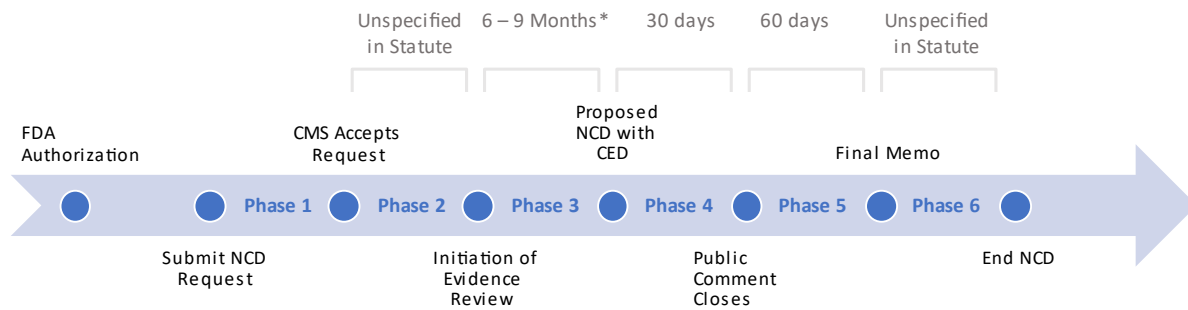 Unspecified
in Statute
6 – 9 Months*
30 days
60 days
Unspecified
in Statute
FDA
Authorization
CMS Accepts
Request
Proposed
NCD with
CED
Final Memo
Phase 1
Phase 2
Phase 3
Phase 4
Phase 5
Phase 6
Submit NCD
Request
Initiation of
Evidence
Review
Public
Comment
Closes
End NCD